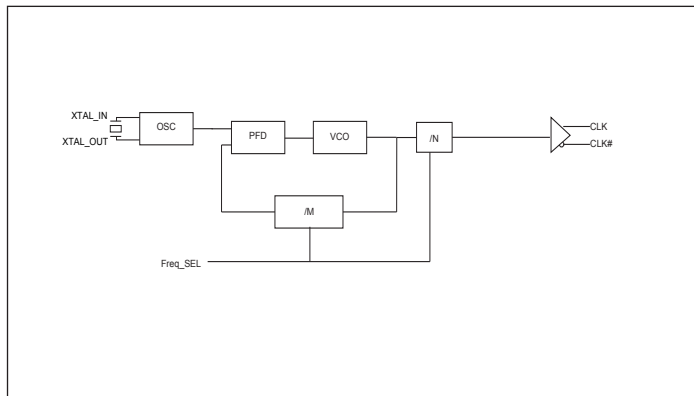 XTAL_IN
XTAL_OUT
OSC
PFD
VCO
/N
CLK
CLK#
/M
Freq_SEL